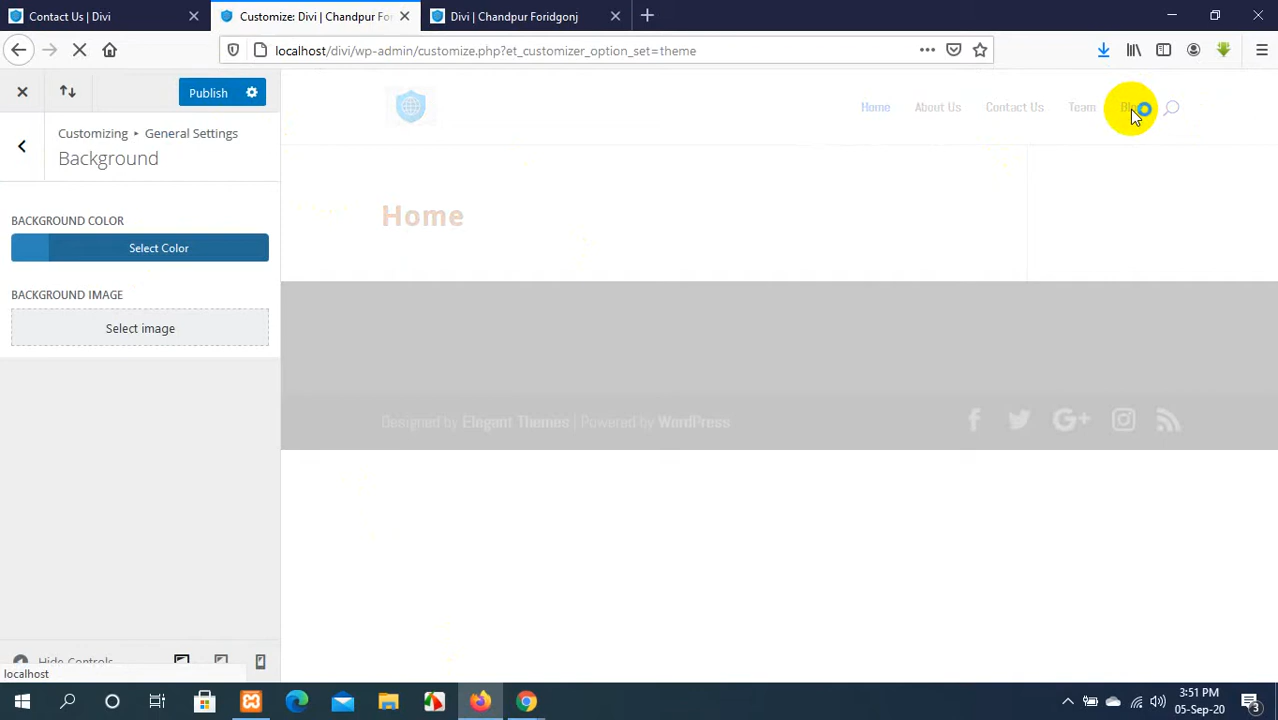 Contact Us | Divi
Customize: Divi | Chandpur For
Divi | Chandpur Foridgonj
localhost/divi/wp-admin/customize.php?et_customizer_option_set=theme
Publish
Customizing ▸ General Settings
Background
Home
About Us
Contact Us
Team
BACKGROUND COLOR
Select Color
Home
BACKGROUND IMAGE
Select image
Designed by Elegant Themes | Powered by WordPress
G+
Hide Controls
localhost
3:51 PM
05-Sep-20
3